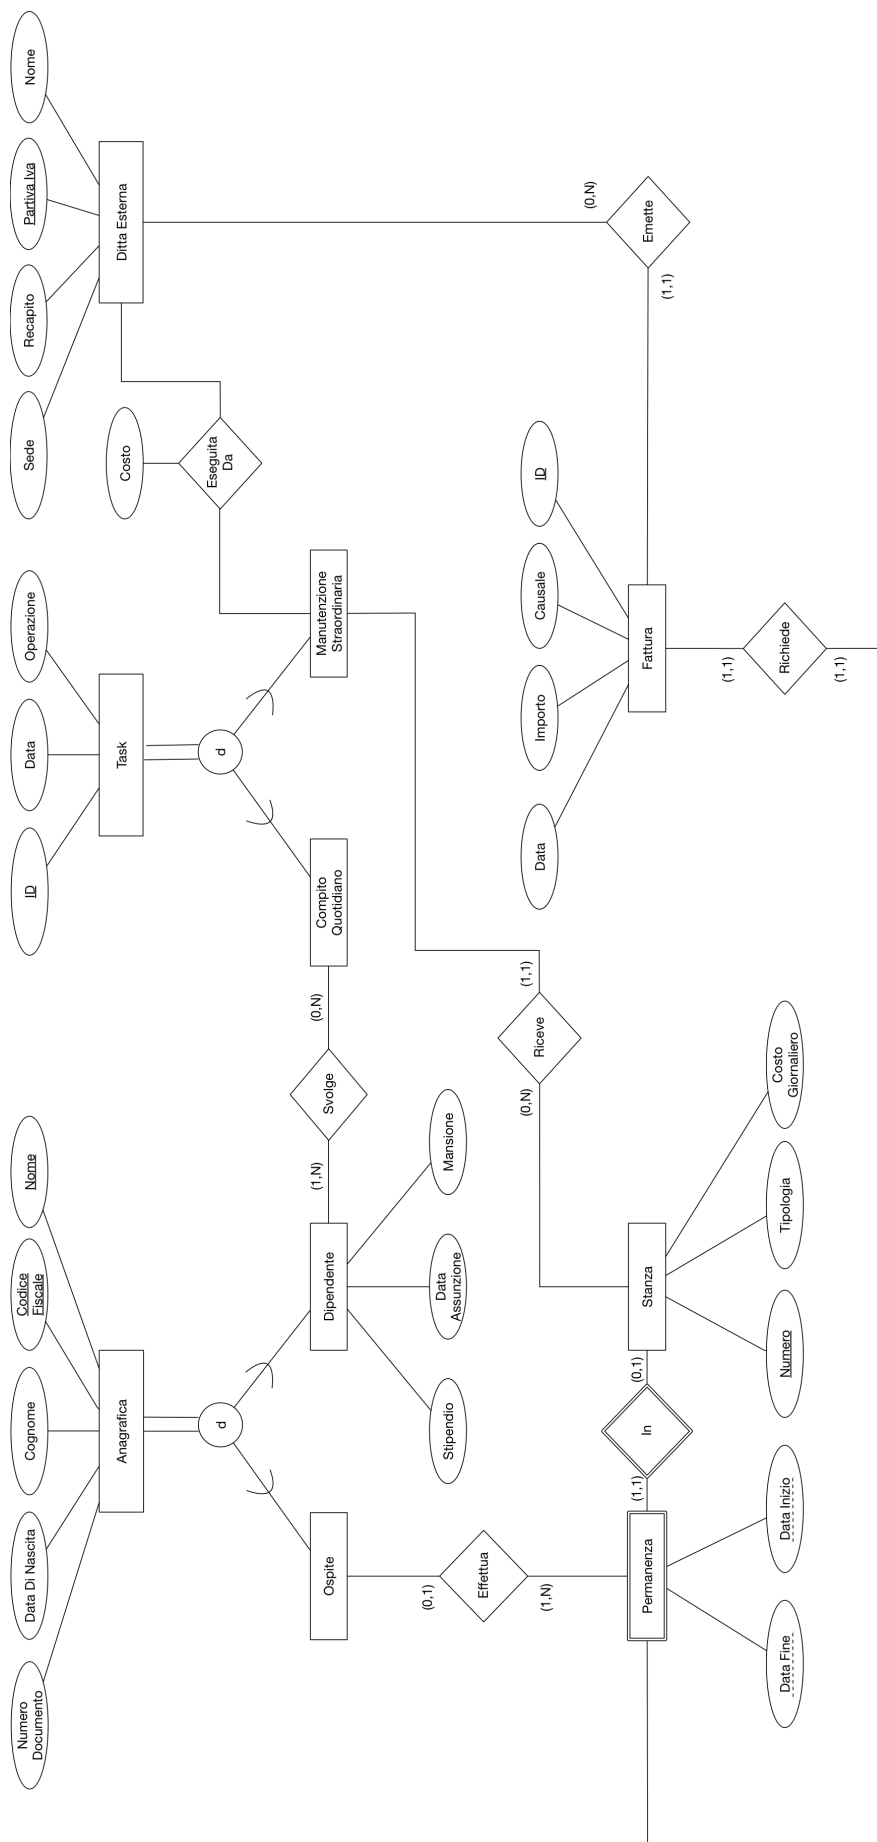 Numero
Documento
Data Di Nascita
Cognome
Codice
Fiscale
Nome
ID
Data
Operazione
Sede
Recapito
Partiva Iva
Nome
Anagrafica
Task
Costo
Ditta Esterna
d
d
Eseguita
Da
Ospite
Dipendente
(1,N)
Svolge
(0,N)
Compito
Quotidiano
Manutenzione
Straordinaria
(0,1)
Stipendio
Data
Assunzione
Mansione
Effettua
(1,N)
(0,N)
Riceve
(1,1)
Data
Importo
Causale
ID
(0,N)
Permanenza
(1,1)
In
(0,1)
Stanza
Fattura
(1,1)
Emette
Data Fine
Data Inizio
Numero
Tipologia
Costo
Giornaliero
(1,1)
Richiede
(1,1)